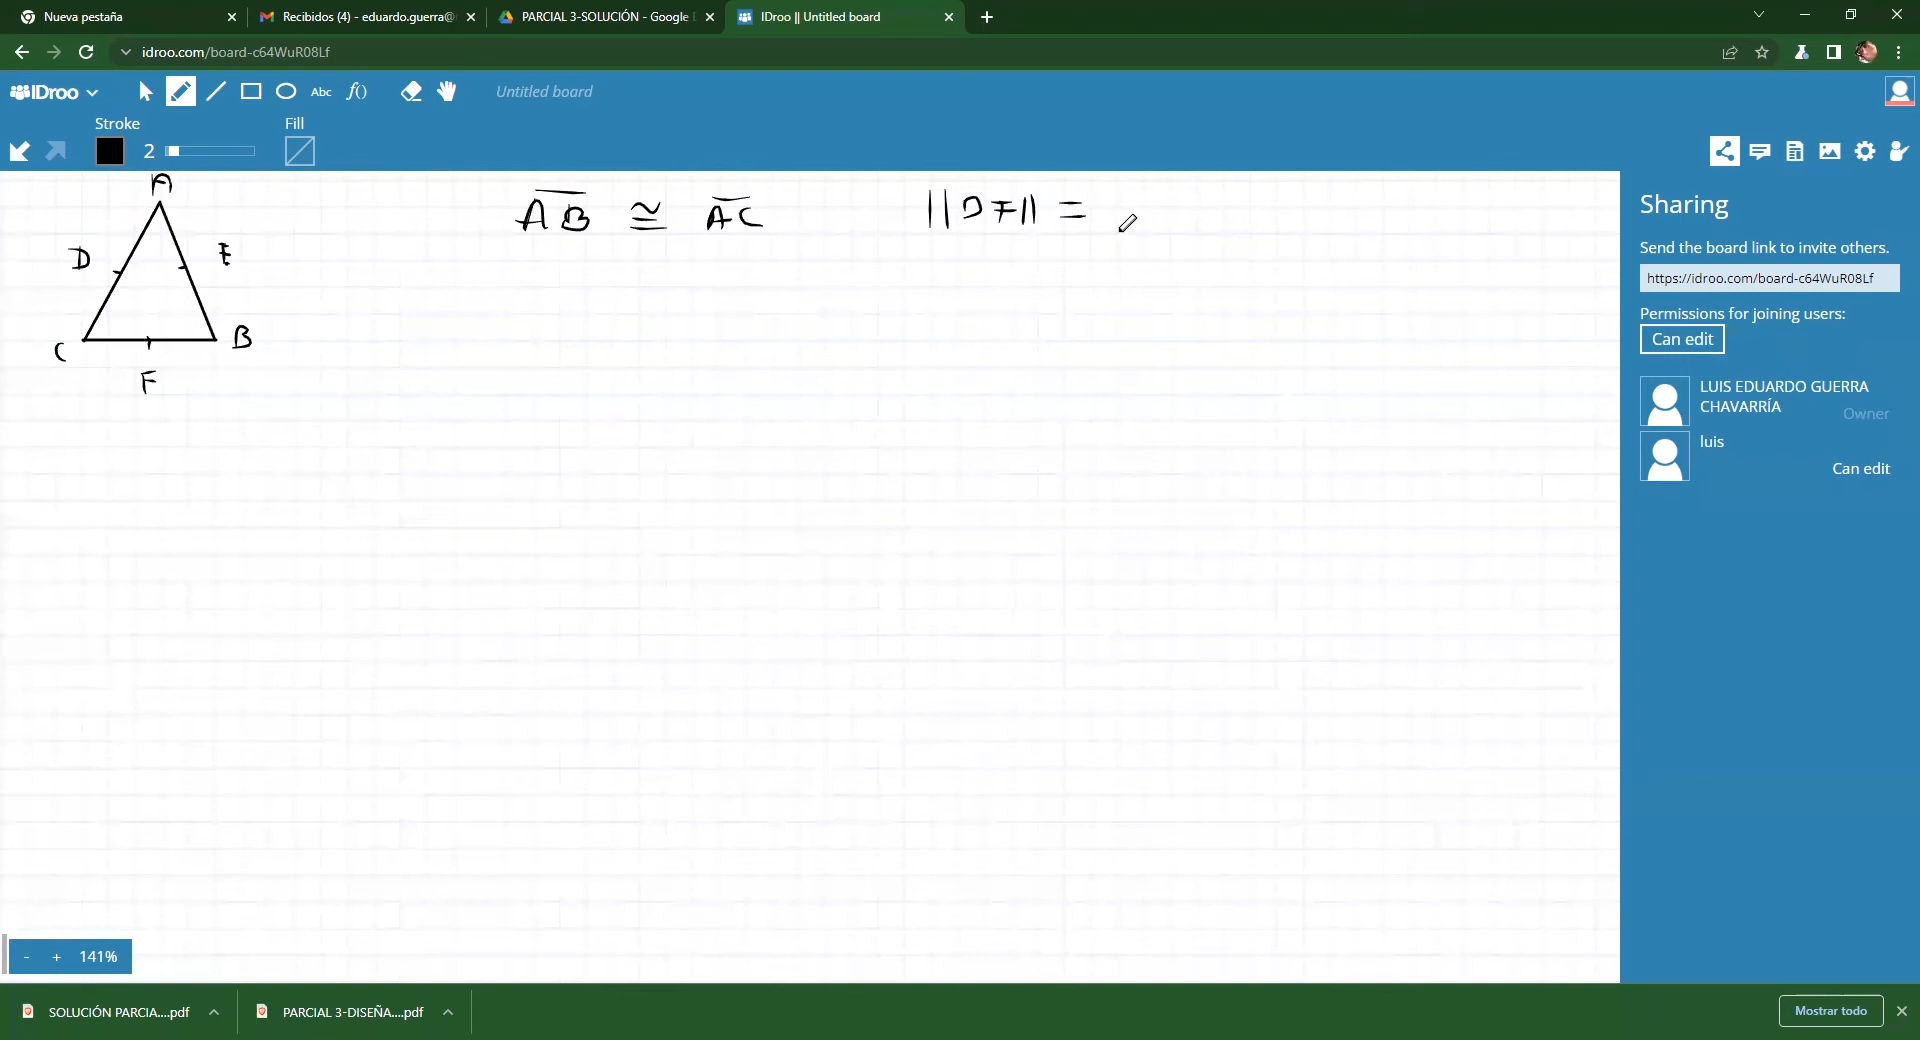 Nueva pestaña
Recibidos (4) - eduardo.guerra@
PARCIAL 3-SOLUCIÓN - Google
IDroo || Untitled board
idroo.com/board-c64WuR08Lf
IDroo
Abc
f()
Untitled board
Stroke
Fill
2
A
D
E
C
B
F
AB ≅ AC
||DF|| =
Sharing
Send the board link to invite others.
https://idroo.com/board-c64WuR08Lf
Permissions for joining users:
Can edit
LUIS EDUARDO GUERRA
CHAVARRÍA
Owner
luis
Can edit
- + 141%
SOLUCIÓN PARCIA....pdf
PARCIAL 3-DISEÑA....pdf
Mostrar todo